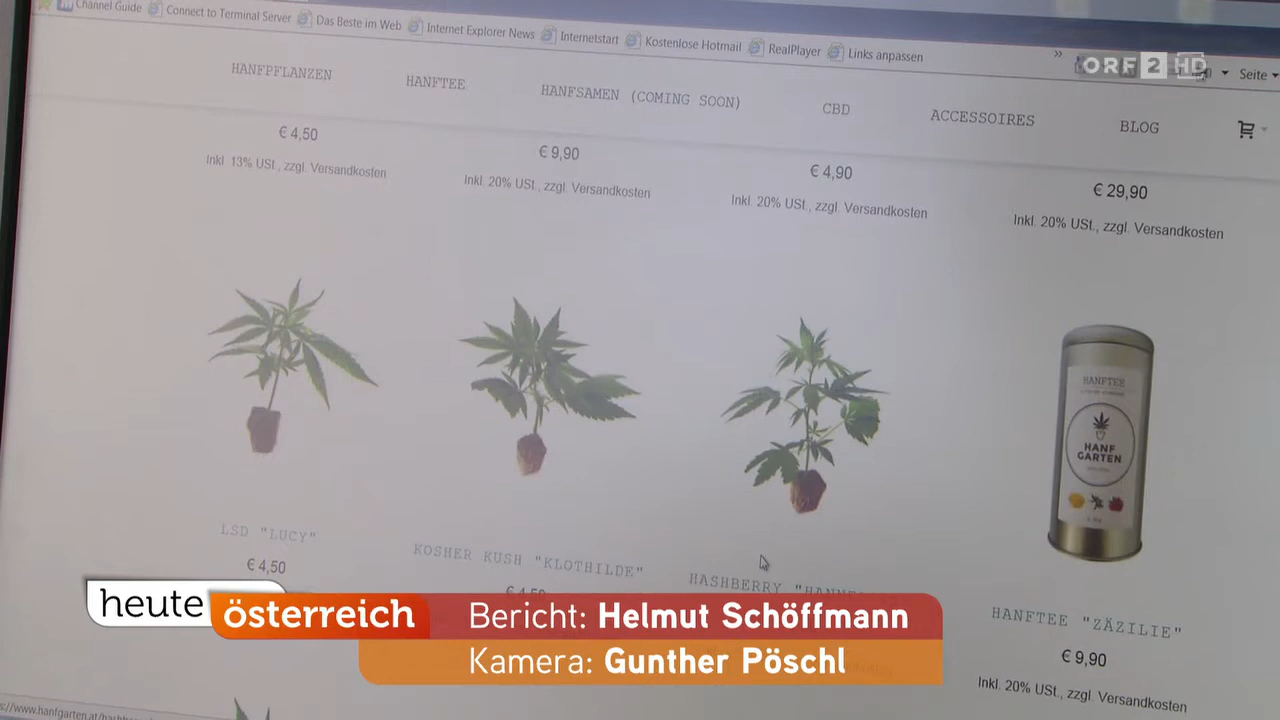 Channel Guide Connect to Terminal Server Das Beste im Web Internet Explorer News Internetstart Kostenlose Hotmail RealPlayer Links anpassen »
ORF 2 HD
Seite
HANFPFLANZEN HANFTEE HANFSAMEN (COMING SOON) CBD ACCESSOIRES BLOG
€ 4,50
Inkl. 13% USt., zzgl. Versandkosten
€ 9,90
Inkl. 20% USt., zzgl. Versandkosten
€ 4,90
Inkl. 20% USt., zzgl. Versandkosten
€ 29,90
Inkl. 20% USt., zzgl. Versandkosten
HANFTEE
HANF
GARTEN
LSD "LUCY"
€ 4,50
KOSHER KUSH "KLOTHILDE"
€ 4,50
HASHBERRY
HANFTEE "ZÄZILIE"
€ 9,90
Inkl. 20% USt., zzgl. Versandkosten
heute
österreich
Bericht: Helmut Schöffmann
Kamera: Gunther Pöschl